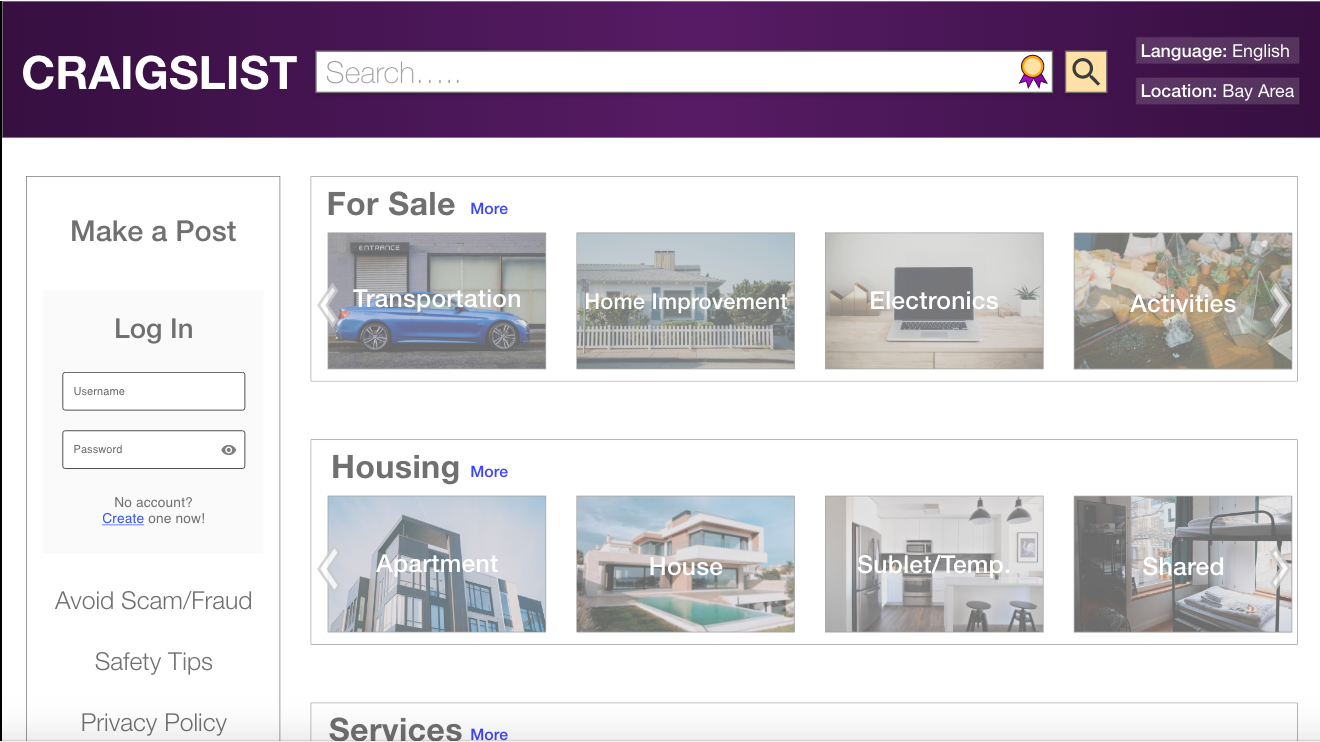 CRAIGSLIST
Search.....
Language: English
Location: Bay Area
Make a Post
Log In
Username
Password
No account?
Create one now!
Avoid Scam/Fraud
Safety Tips
Privacy Policy
For Sale More
ENTRANCE
Transportation
Home Improvement
Electronics
Activities
Housing More
Apartment
House
Sublet/Temp.
Shared
Services More